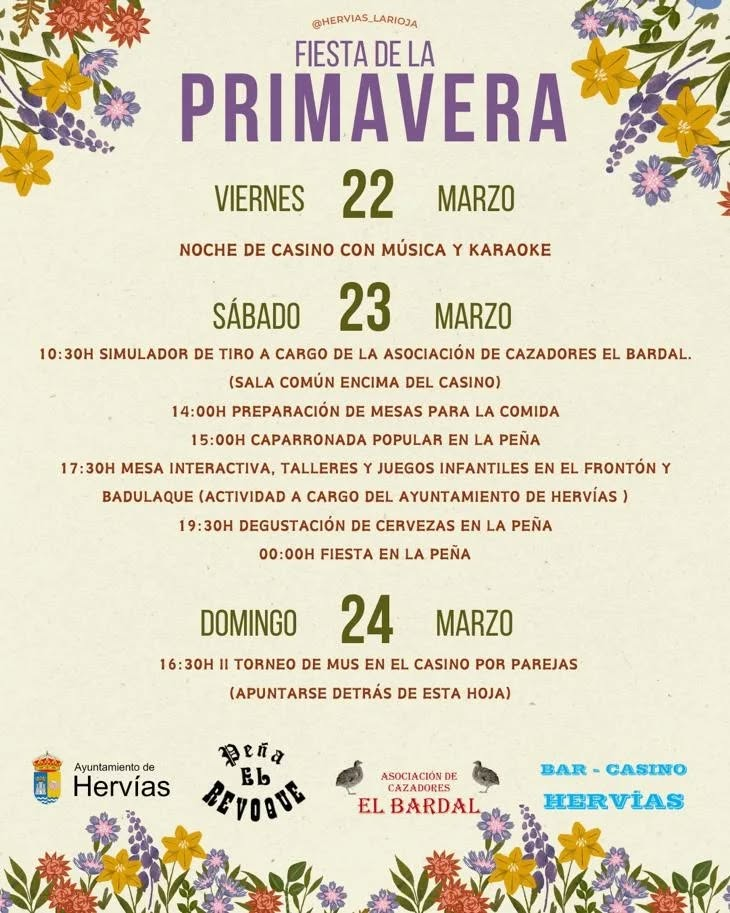 @HERVIAS_LARIOJA
FIESTA DE LA
PRIMAVERA
VIERNES 22 MARZO
NOCHE DE CASINO CON MÚSICA Y KARAOKE
SÁBADO 23 MARZO
10:30H SIMULADOR DE TIRO A CARGO DE LA ASOCIACIÓN DE CAZADORES EL BARDAL.
(SALA COMÚN ENCIMA DEL CASINO)
14:00H PREPARACIÓN DE MESAS PARA LA COMIDA
15:00H CAPARRONADA POPULAR EN LA PEÑA
17:30H MESA INTERACTIVA, TALLERES Y JUEGOS INFANTILES EN EL FRONTÓN Y
BADULAQUE (ACTIVIDAD A CARGO DEL AYUNTAMIENTO DE HERVÍAS )
19:30H DEGUSTACIÓN DE CERVEZAS EN LA PEÑA
00:00H FIESTA EN LA PEÑA
DOMINGO 24 MARZO
16:30H II TORNEO DE MUS EN EL CASINO POR PAREJAS
(APUNTARSE DETRÁS DE ESTA HOJA)
Ayuntamiento de
Hervías
Peña
EL
REVOQUE
ASOCIACIÓN DE
CAZADORES
EL BARDAL
BAR - CASINO
HERVÍAS